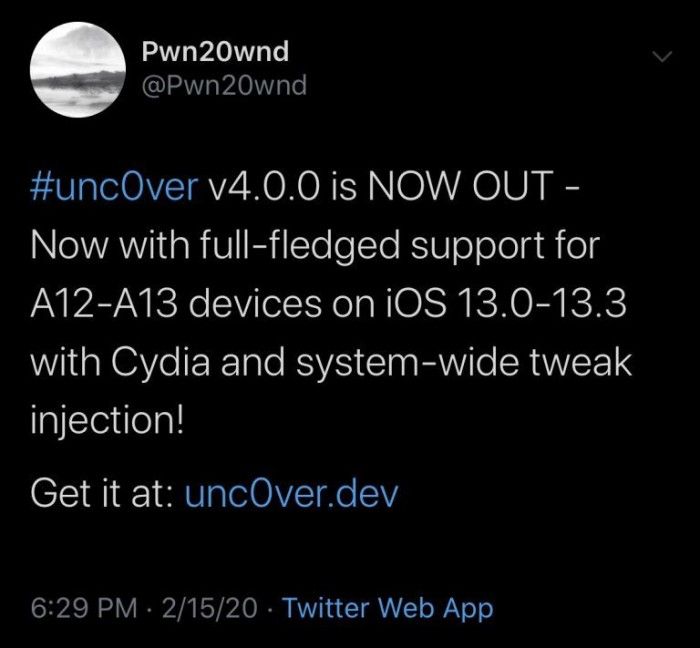 Pwn20wnd
@Pwn20wnd
#unc0ver v4.0.0 is NOW OUT -
Now with full-fledged support for
A12-A13 devices on iOS 13.0-13.3
with Cydia and system-wide tweak
injection!
Get it at: unc0ver.dev
6:29 PM · 2/15/20 · Twitter Web App